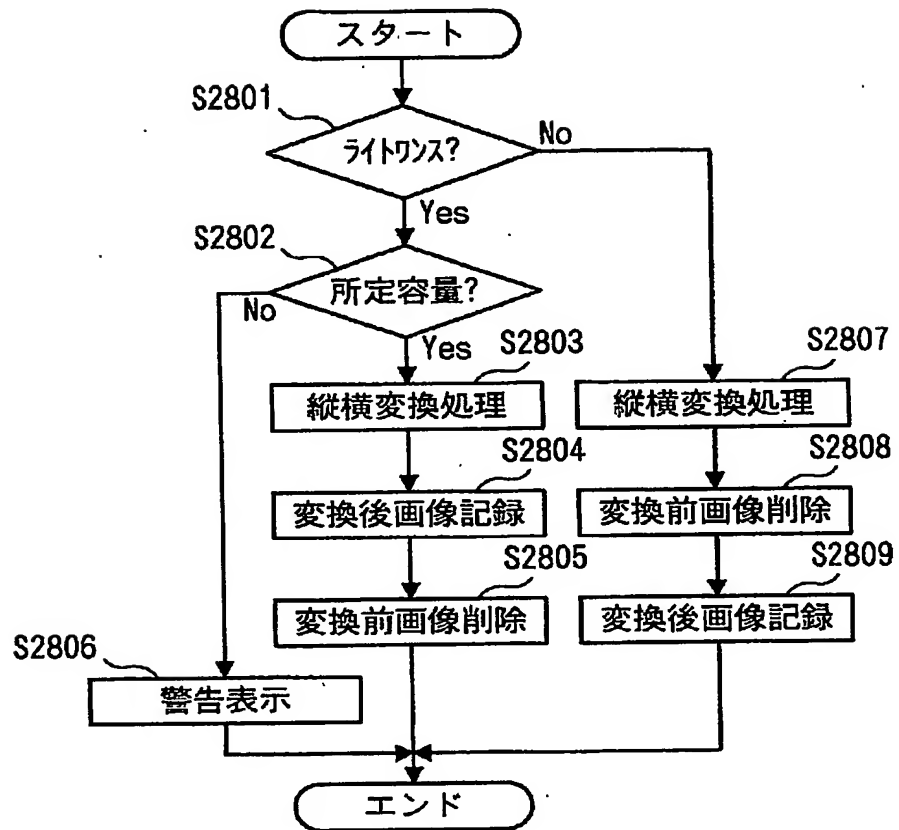 スタート
S2801
ライトワンス?
No
Yes
S2802
所定容量?
No
Yes
S2803
縦横変換処理
S2807
縦横変換処理
S2804
変換後画像記録
S2808
変換前画像削除
S2805
変換前画像削除
S2809
変換後画像記録
S2806
警告表示
エンド